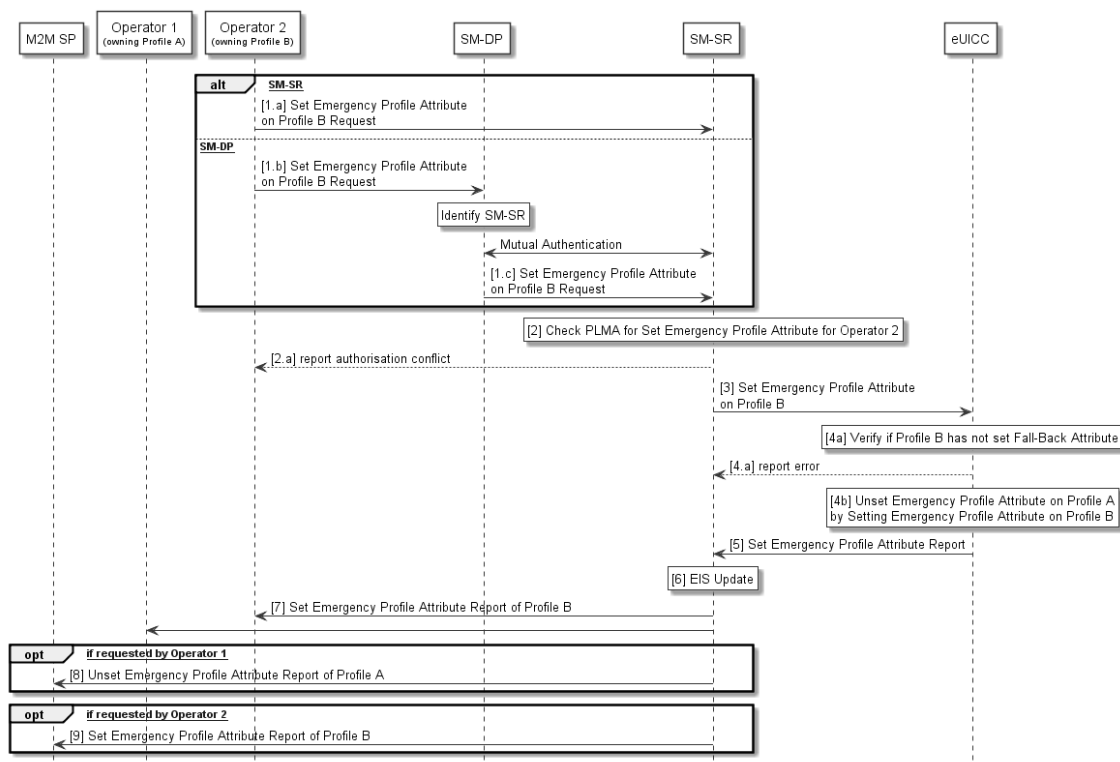 M2M SP
Operator 1
(owning Profile A)
Operator 2
(owning Profile B)
SM-DP
SM-SR
eUICC
alt
SM-SR
[1.a] Set Emergency Profile Attribute
on Profile B Request
SM-DP
[1.b] Set Emergency Profile Attribute
on Profile B Request
Identify SM-SR
Mutual Authentication
[1.c] Set Emergency Profile Attribute
on Profile B Request
[2] Check PLMA for Set Emergency Profile Attribute for Operator 2
[2.a] report authorisation conflict
[3] Set Emergency Profile Attribute
on Profile B
[4a] Verify if Profile B has not set Fall-Back Attribute
[4.a] report error
[4b] Unset Emergency Profile Attribute on Profile A
by Setting Emergency Profile Attribute on Profile B
[5] Set Emergency Profile Attribute Report
[6] EIS Update
[7] Set Emergency Profile Attribute Report of Profile B
opt
if requested by Operator 1
[8] Unset Emergency Profile Attribute Report of Profile A
opt
if requested by Operator 2
[9] Set Emergency Profile Attribute Report of Profile B